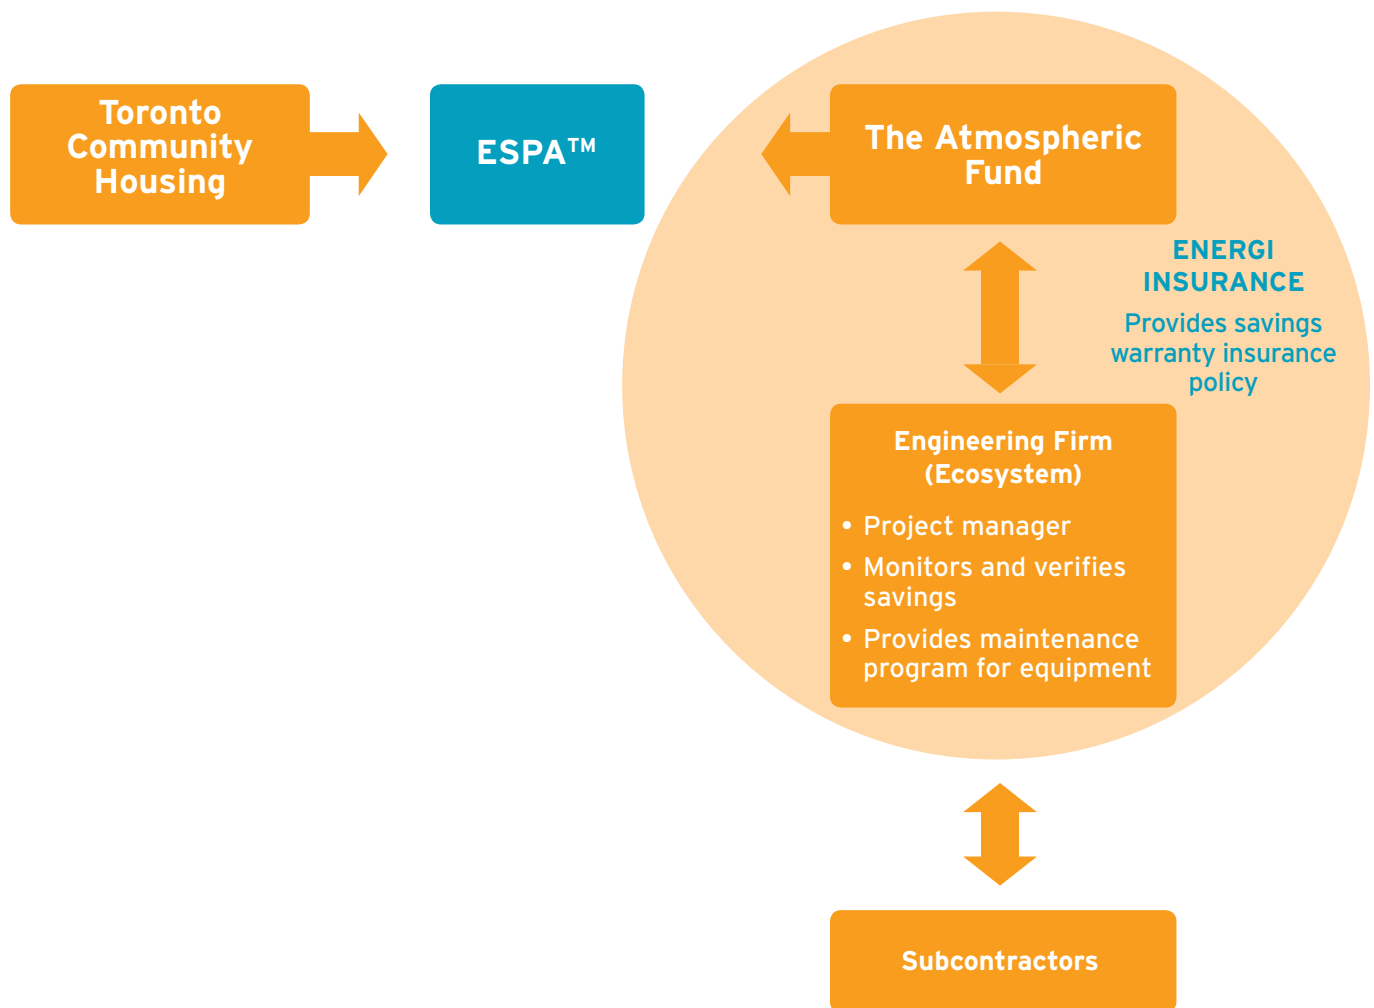 Toronto
Community
Housing
ESPA™
The Atmospheric
Fund
ENERGI
INSURANCE
Provides savings
warranty insurance
policy
Engineering Firm
(Ecosystem)
• Project manager
• Monitors and verifies
savings
• Provides maintenance
program for equipment
Subcontractors